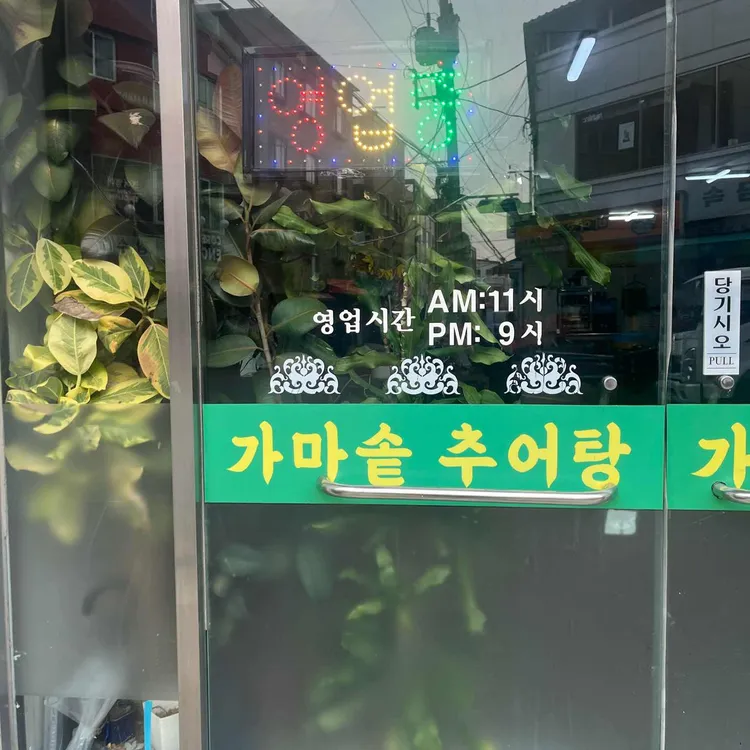 영업
영업시간 AM:11시
PM: 9시
당기시오
PULL
가마솥 추어탕
가